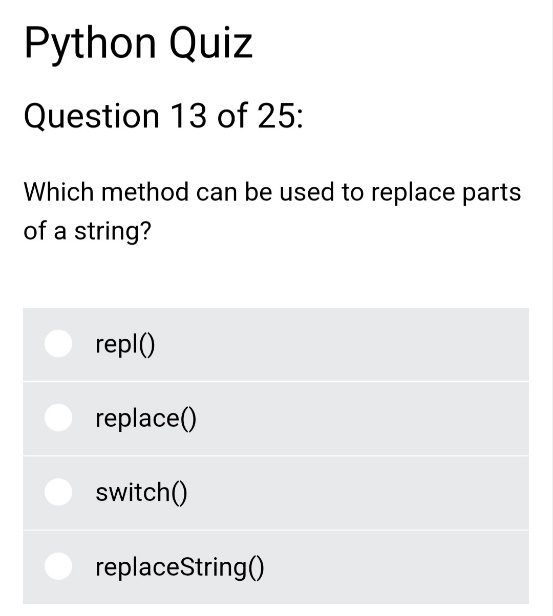 Python Quiz
Question 13 of 25:
Which method can be used to replace parts
of a string?
repl()
replace()
switch()
replaceString()